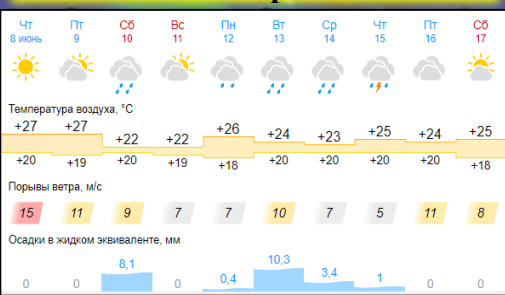 Чт Пт Сб Вс Пн Вт Ср Чт Пт Сб
8 июнь 9 10 11 12 13 14 15 16 17
Температура воздуха, °C
+27 +27 +22 +22 +26 +24 +23 +25 +24 +25
+20 +19 +20 +19 +18 +20 +20 +20 +20 +18
Порывы ветра, м/с
15 11 9 7 7 10 7 5 11 8
Осадки в жидком эквиваленте, мм
0 0 8,1 0 0,4 10,3 3,4 1 0 0